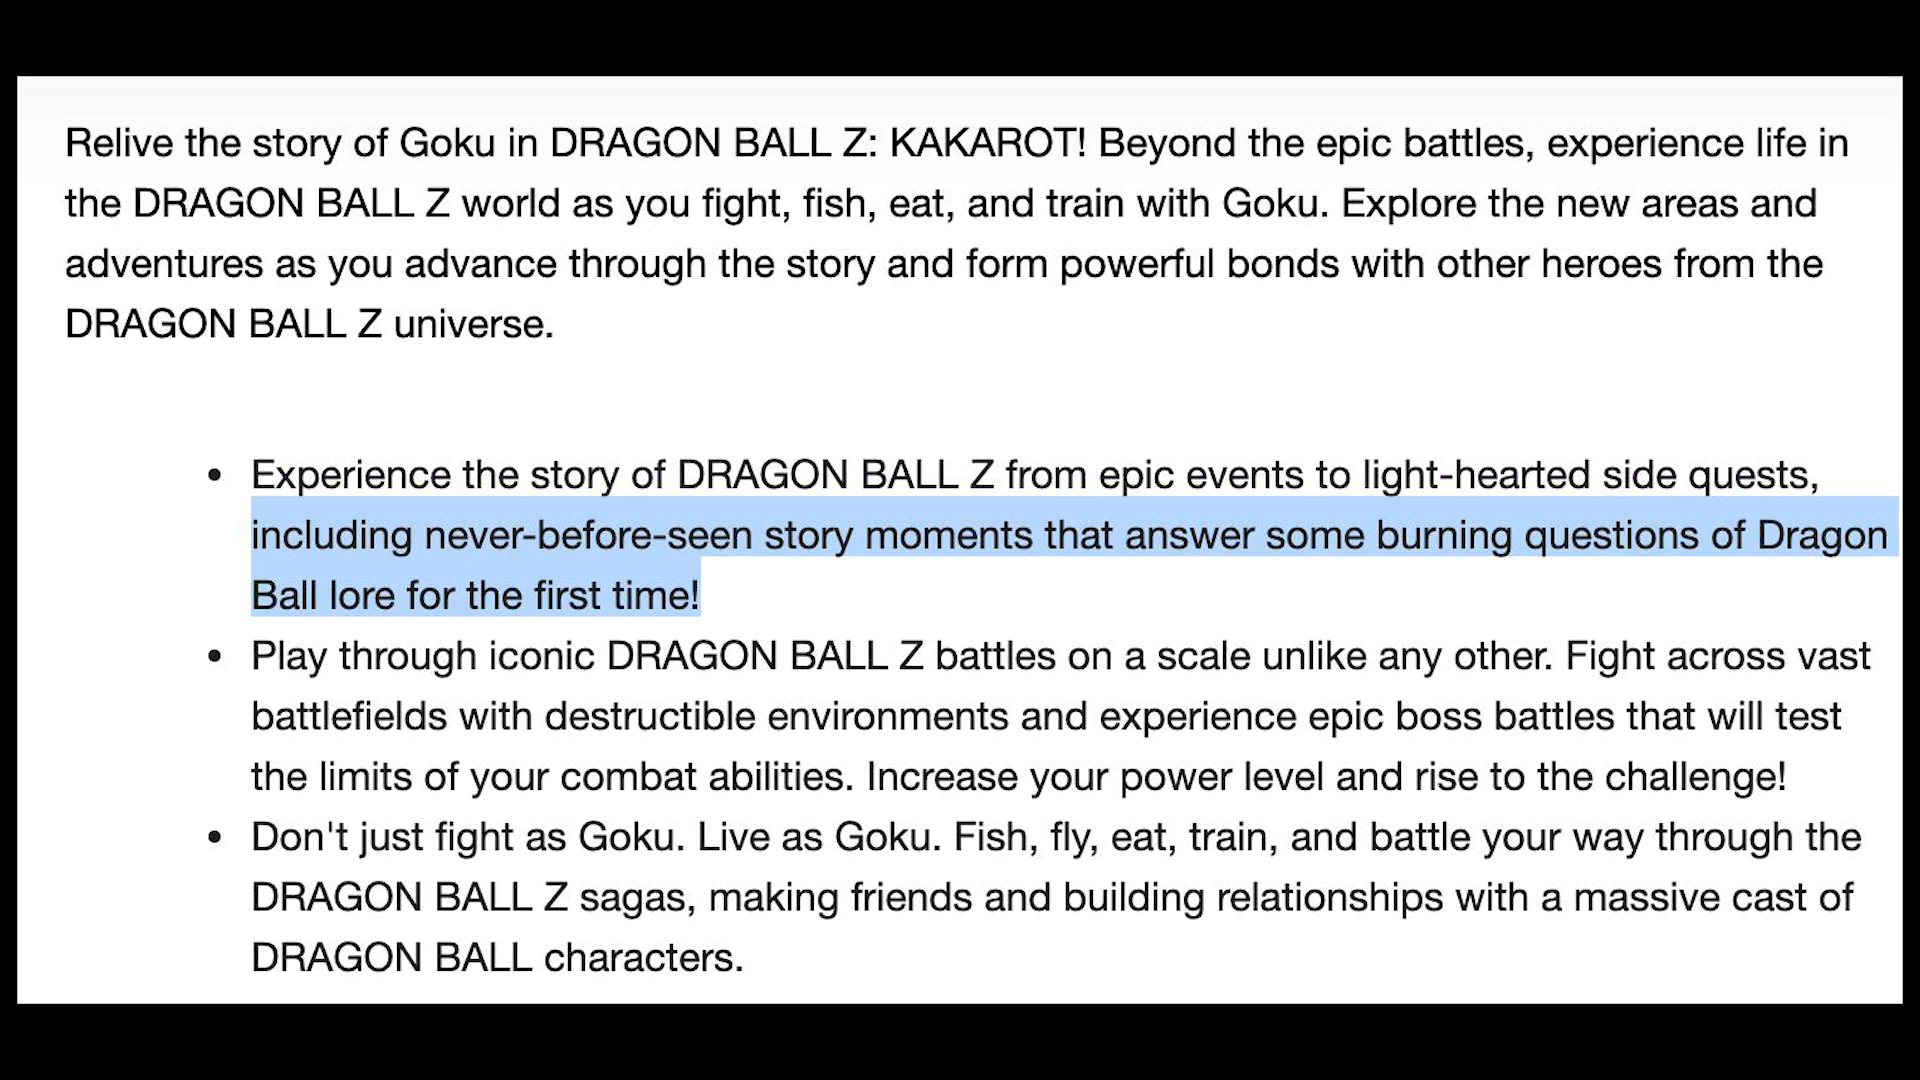 Relive the story of Goku in DRAGON BALL Z: KAKAROT! Beyond the epic battles, experience life in
the DRAGON BALL Z world as you fight, fish, eat, and train with Goku. Explore the new areas and
adventures as you advance through the story and form powerful bonds with other heroes from the
DRAGON BALL Z universe.
• Experience the story of DRAGON BALL Z from epic events to light-hearted side quests,
including never-before-seen story moments that answer some burning questions of Dragon
Ball lore for the first time!
• Play through iconic DRAGON BALL Z battles on a scale unlike any other. Fight across vast
battlefields with destructible environments and experience epic boss battles that will test
the limits of your combat abilities. Increase your power level and rise to the challenge!
• Don't just fight as Goku. Live as Goku. Fish, fly, eat, train, and battle your way through the
DRAGON BALL Z sagas, making friends and building relationships with a massive cast of
DRAGON BALL characters.